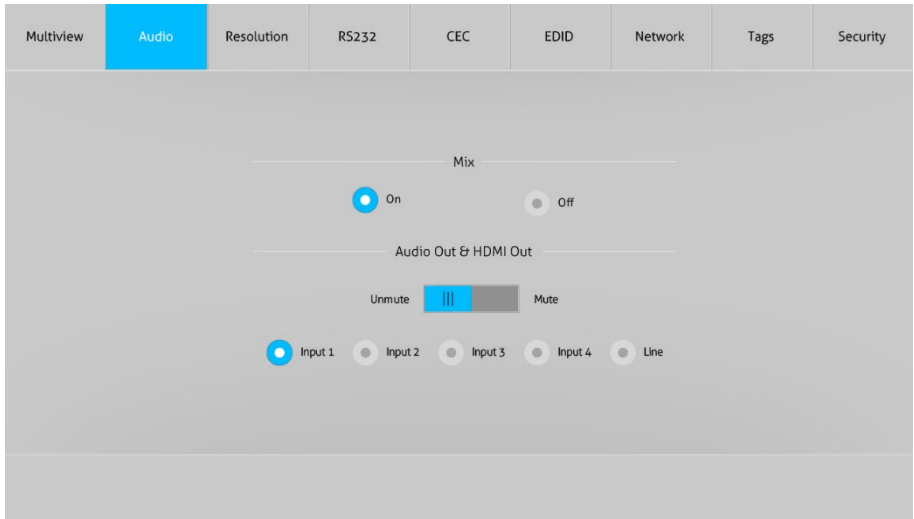 Multiview Audio Resolution RS232 CEC EDID Network Tags Security
Mix
On Off
Audio Out & HDMI Out
Unmute Mute
Input 1 Input 2 Input 3 Input 4 Line